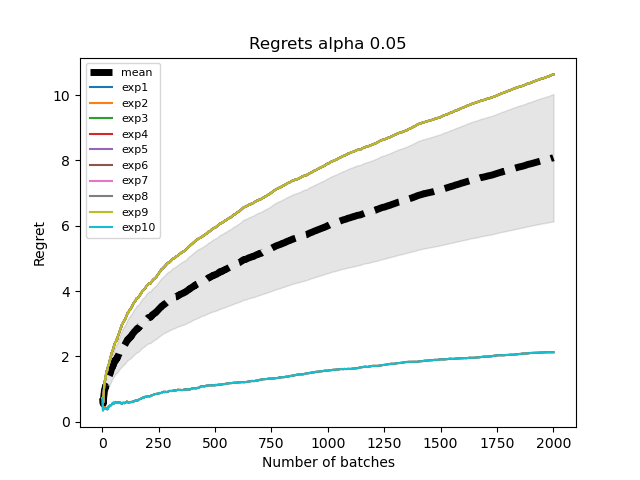 Regrets alpha 0.05
mean
exp1
exp2
exp3
exp4
exp5
exp6
exp7
exp8
exp9
exp10
Regret
10
8
6
4
2
0
0 250 500 750 1000 1250 1500 1750 2000
Number of batches